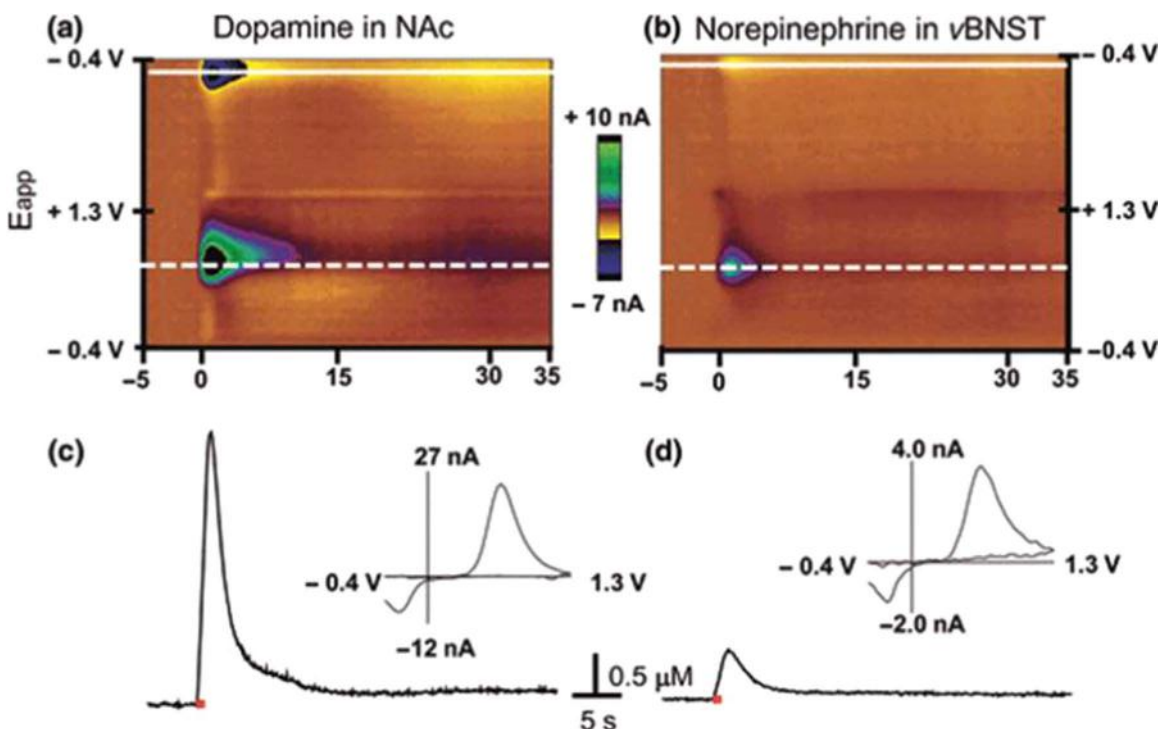 (a) Dopamine in NAc
(b) Norepinephrine in vBNST
– 0.4 V
– 0.4 V
+ 10 nA
Eapp
+ 1.3 V
+ 1.3 V
– 7 nA
– 0.4 V
–0.4 V
–5 0 15 30 35
–5 0 15 30 35
(c)
27 nA
– 0.4 V
1.3 V
–12 nA
(d)
4.0 nA
– 0.4 V
1.3 V
–2.0 nA
0.5 µM
5 s